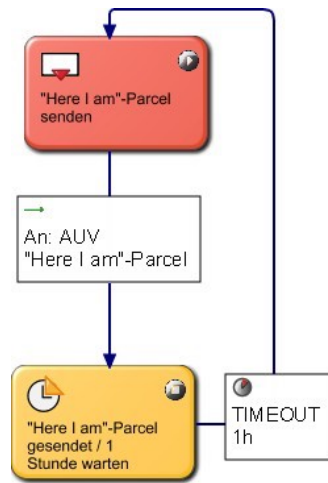 "Here I am"-Parcel
senden
An: AUV
"Here I am"-Parcel
"Here I am"-Parcel
gesendet / 1
Stunde warten
TIMEOUT
1h